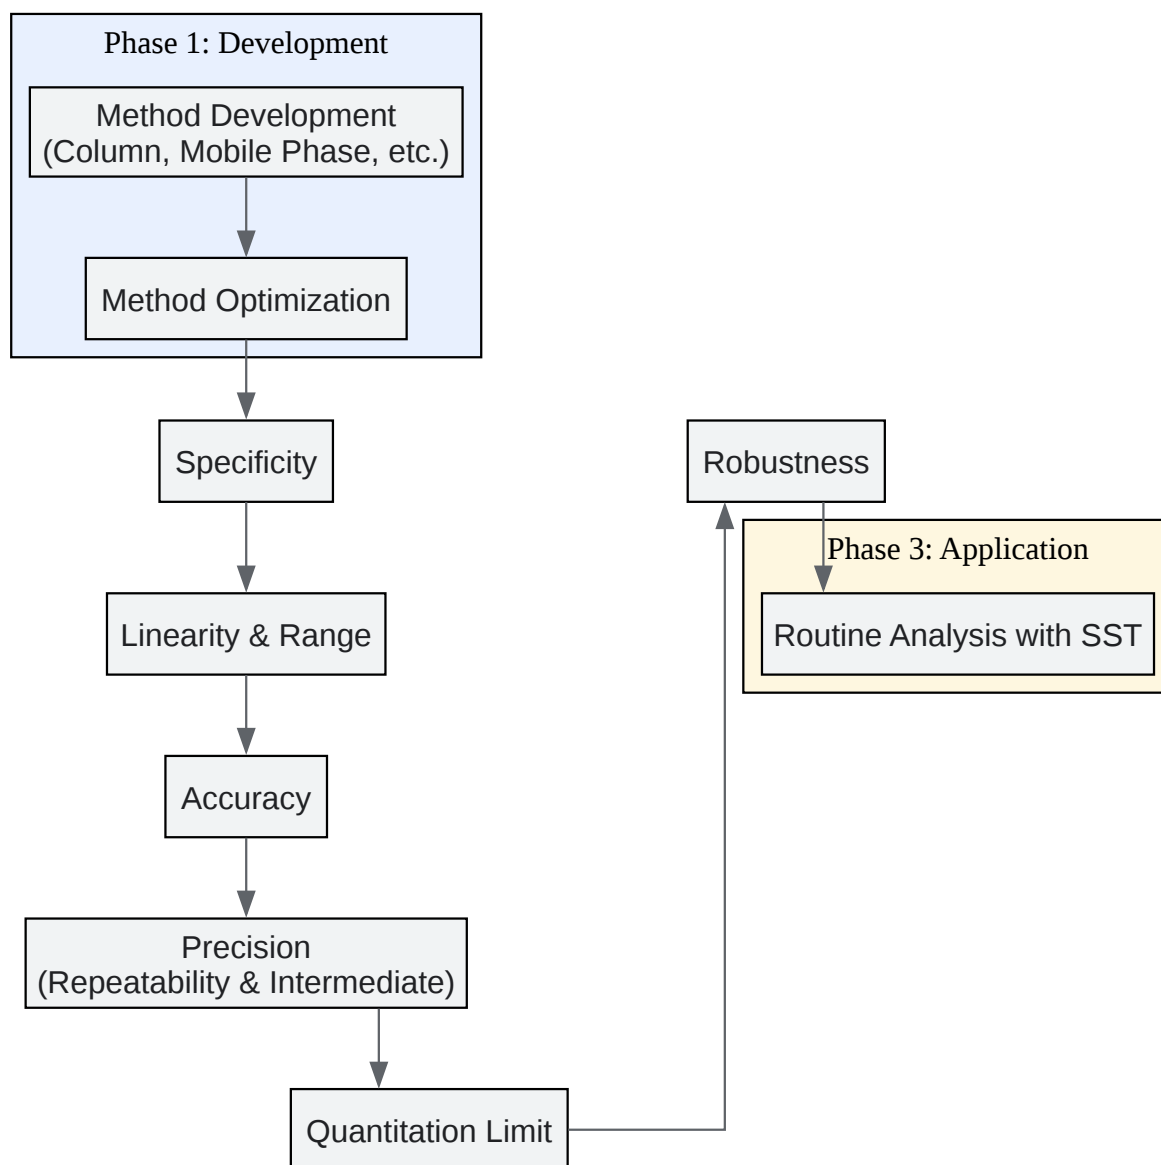 Phase 1: Development
Method Development
(Column, Mobile Phase, etc.)
Method Optimization
Specificity
Linearity & Range
Accuracy
Precision
(Repeatability & Intermediate)
Quantitation Limit
Robustness
Phase 3: Application
Routine Analysis with SST